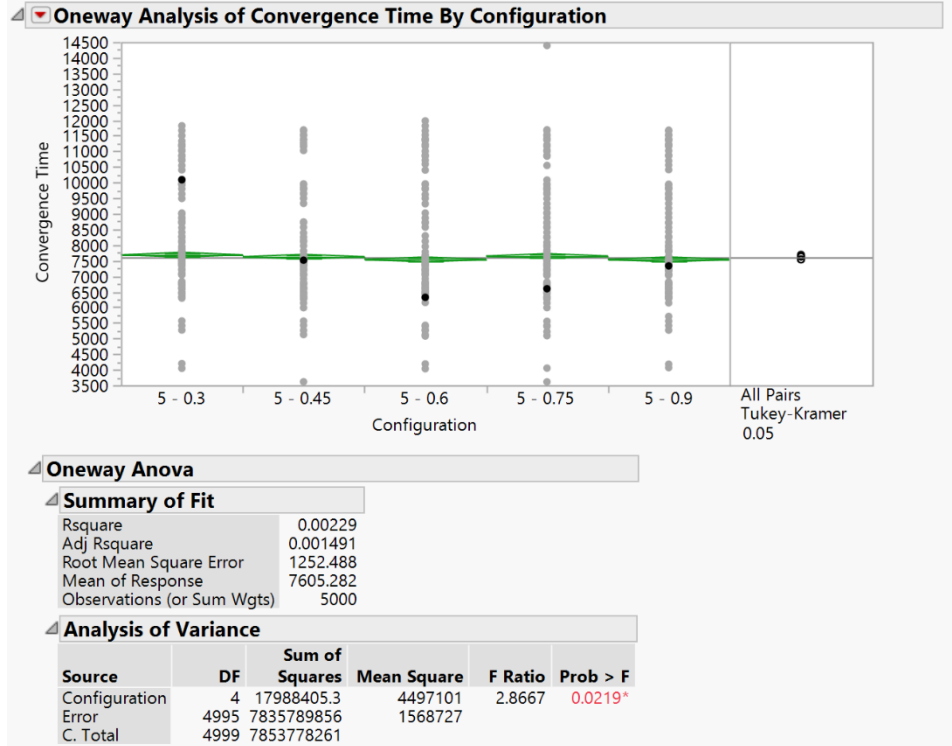 Oneway Analysis of Convergence Time By Configuration
14500
14000
13500
13000
12500
12000
11500
11000
10500
10000
9500
9000
8500
8000
7500
7000
6500
6000
5500
5000
4500
4000
3500
Convergence Time
5 - 0.3 5 - 0.45 5 - 0.6 5 - 0.75 5 - 0.9
Configuration
All Pairs
Tukey-Kramer
0.05
Oneway Anova
Summary of Fit
Rsquare 0.00229
Adj Rsquare 0.001491
Root Mean Square Error 1252.488
Mean of Response 7605.282
Observations (or Sum Wgts) 5000
Analysis of Variance
Sum of
Source DF Squares Mean Square F Ratio Prob > F
Configuration 4 17988405.3 4497101 2.8667 0.0219*
Error 4995 7835789856 1568727
C. Total 4999 7853778261